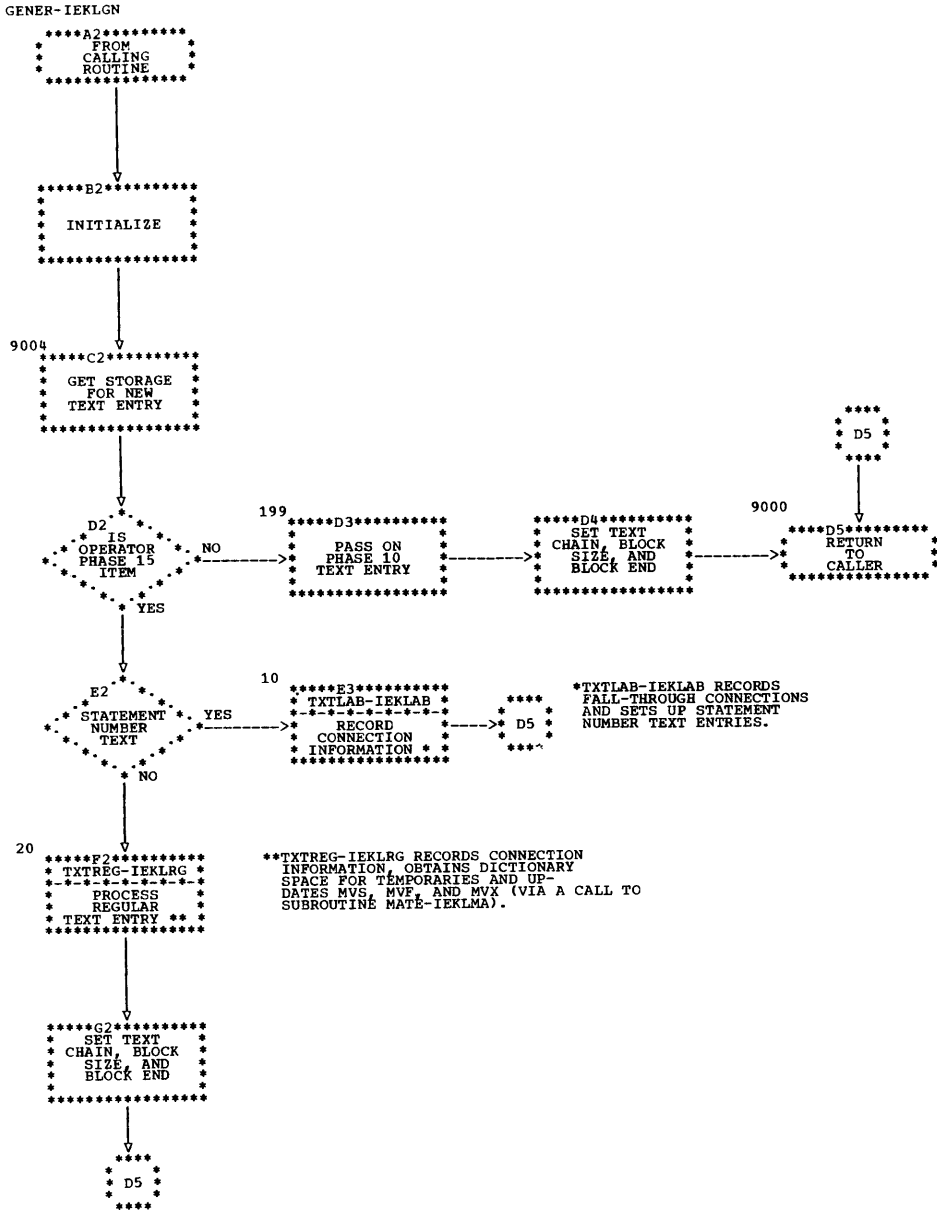 GENER-IEKLGN
A2
FROM
CALLING
ROUTINE
B2
INITIALIZE
9004
C2
GET STORAGE
FOR NEW
TEXT ENTRY
D5
D2
IS
OPERATOR
PHASE 15
ITEM
NO
YES
199
D3
PASS ON
PHASE 10
TEXT ENTRY
D4
SET TEXT
CHAIN, BLOCK
SIZE, AND
BLOCK END
9000
D5
RETURN
TO
CALLER
E2
STATEMENT
NUMBER
TEXT
YES
NO
10
E3
TXTLAB-IEKLAB
RECORD
CONNECTION
INFORMATION *
D5
*TXTLAB-IEKLAB RECORDS
FALL-THROUGH CONNECTIONS
AND SETS UP STATEMENT
NUMBER TEXT ENTRIES.
20
F2
TXTREG-IEKLRG
PROCESS
REGULAR
TEXT ENTRY **
**TXTREG-IEKLRG RECORDS CONNECTION
INFORMATION, OBTAINS DICTIONARY
SPACE FOR TEMPORARIES AND UP-
DATES MVS, MVF, AND MVX (VIA A CALL TO
SUBROUTINE MATE-IEKLMA).
G2
SET TEXT
CHAIN, BLOCK
SIZE, AND
BLOCK END
D5